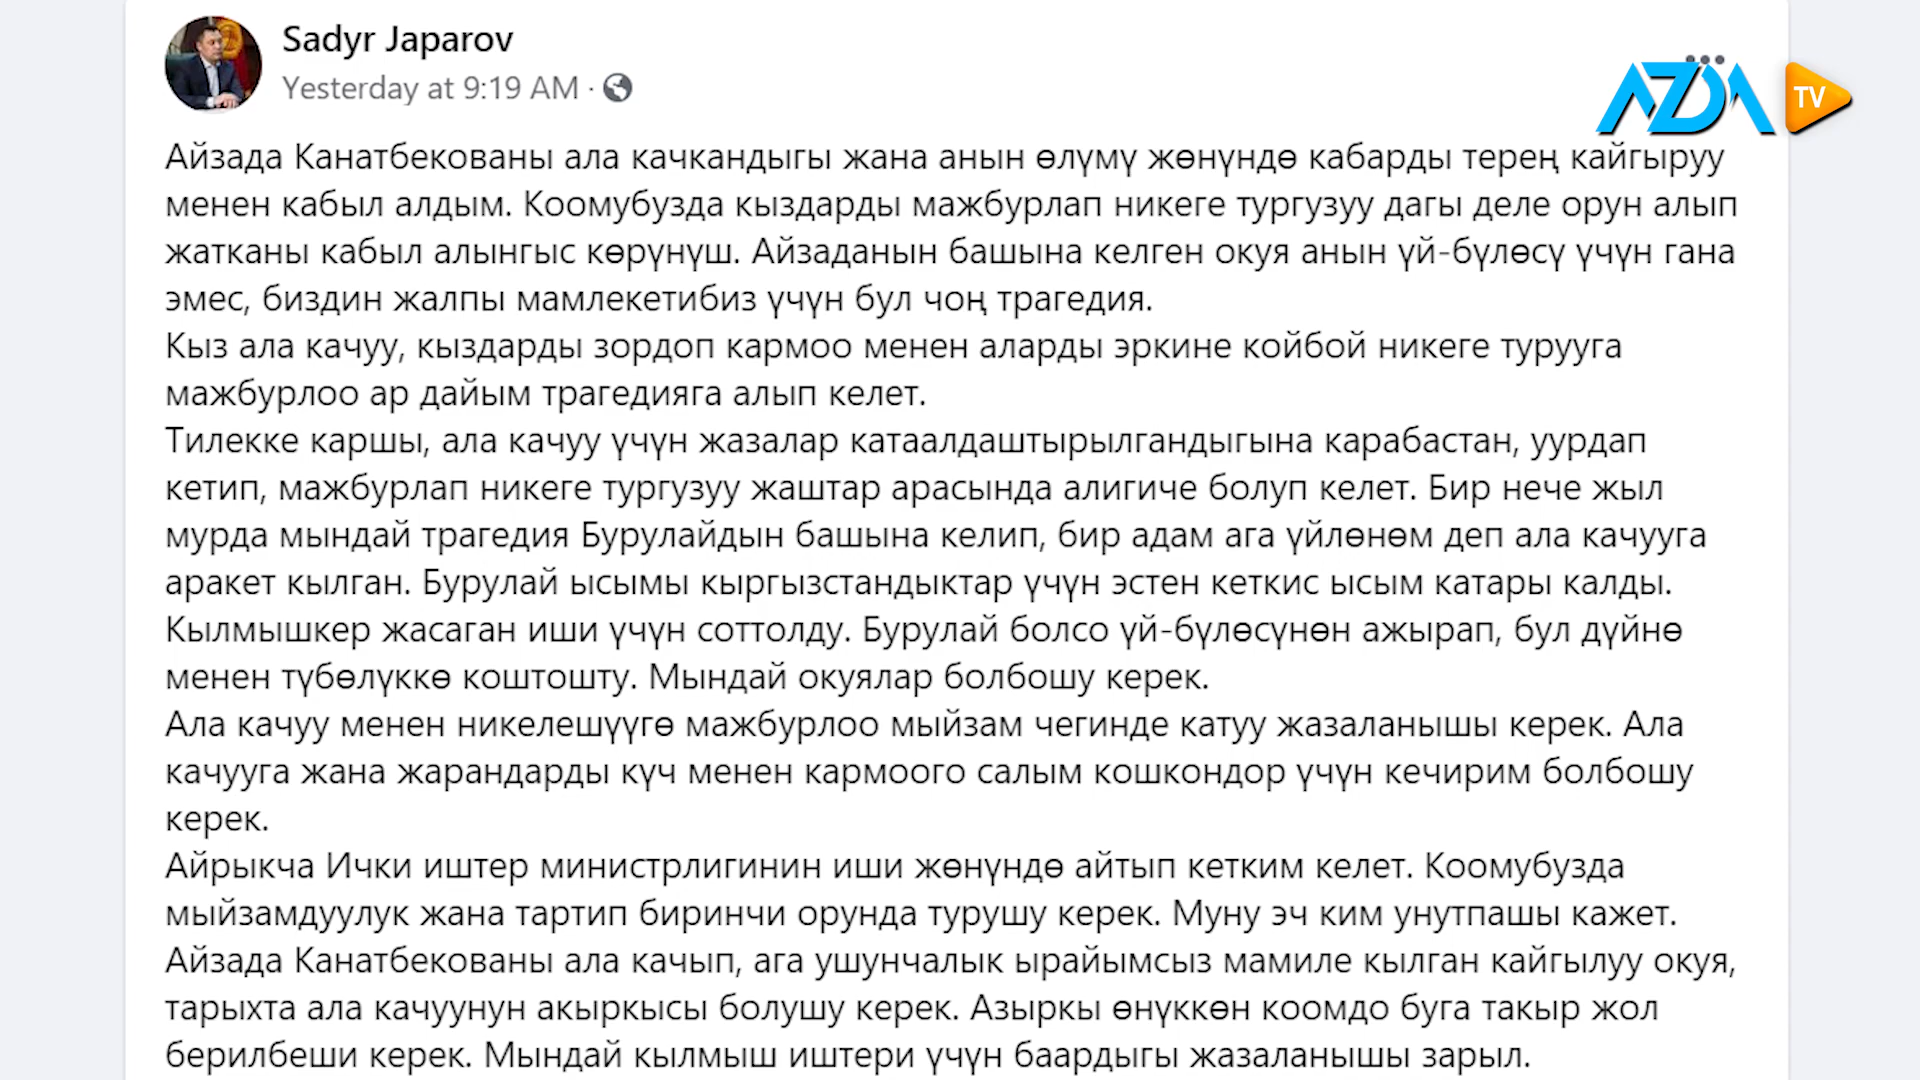 Sadyr Japarov
Yesterday at 9:19 AM ·
AZDA TV
Айзада Канатбекованы ала качкандыгы жана анын өлүмү жөнүндө кабарды терең кайгыруу
менен кабыл алдым. Коомубузда кыздарды мажбурлап никеге тургузуу дагы деле орун алып
жатканы кабыл алынгыс көрүнүш. Айзаданын башына келген окуя анын үй-бүлөсү үчүн гана
эмес, биздин жалпы мамлекетибиз үчүн бул чоң трагедия.
Кыз ала качуу, кыздарды зордоп кармоо менен аларды эркине койбой никеге турууга
мажбурлоо ар дайым трагедияга алып келет.
Тилекке каршы, ала качуу үчүн жазалар катаалдаштырылгандыгына карабастан, уурдап
кетип, мажбурлап никеге тургузуу жаштар арасында алигиче болуп келет. Бир нече жыл
мурда мындай трагедия Бурулайдын башына келип, бир адам ага үйлөнөм деп ала качууга
аракет кылган. Бурулай ысымы кыргызстандыктар үчүн эстен кеткис ысым катары калды.
Кылмышкер жасаган иши үчүн соттолду. Бурулай болсо үй-бүлөсүнөн ажырап, бул дүйнө
менен түбөлүккө коштошту. Мындай окуялар болбошу керек.
Ала качуу менен никелешүүгө мажбурлоо мыйзам чегинде катуу жазаланышы керек. Ала
качууга жана жарандарды күч менен кармоого салым кошкондор үчүн кечирим болбошу
керек.
Айрыкча Ички иштер министрлигинин иши жөнүндө айтып кетким келет. Коомубузда
мыйзамдуулук жана тартип биринчи орунда турушу керек. Муну эч ким унутпашы кажет.
Айзада Канатбекованы ала качып, ага ушунчалык ырайымсыз мамиле кылган кайгылуу окуя,
тарыхта ала качуунун акыркысы болушу керек. Азыркы өнүккөн коомдо буга такыр жол
берилбеши керек. Мындай кылмыш иштери үчүн баардыгы жазаланышы зарыл.